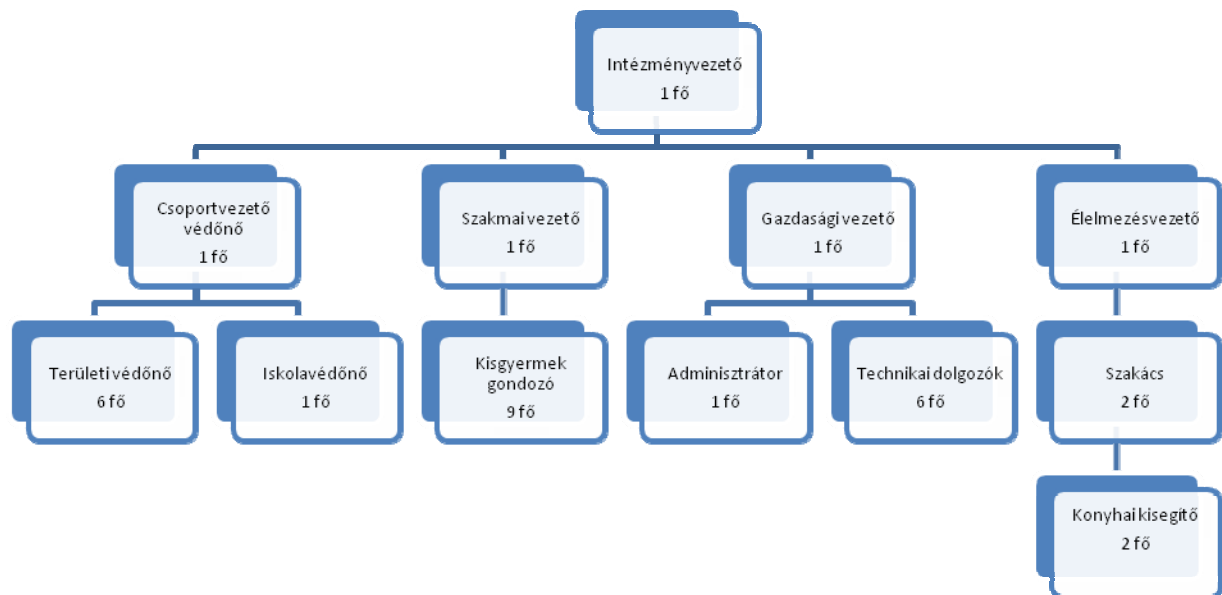 Intézményvezető
1 fő
Csoportvezető
védőnő
1 fő
Szakmai vezető
1 fő
Gazdasági vezető
1 fő
Élelmezésvezető
1 fő
Területi védőnő
6 fő
Iskolavédőnő
1 fő
Kisgyermek
gondozó
9 fő
Adminisztrátor
1 fő
Technikai dolgozók
6 fő
Szakács
2 fő
Konyhai kisegítő
2 fő